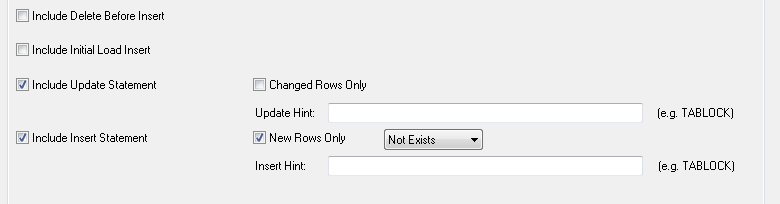 Include Delete Before Insert
Include Initial Load Insert
Include Update Statement Changed Rows Only
Update Hint: (e.g. TABLOCK)
Include Insert Statement New Rows Only Not Exists
Insert Hint: (e.g. TABLOCK)